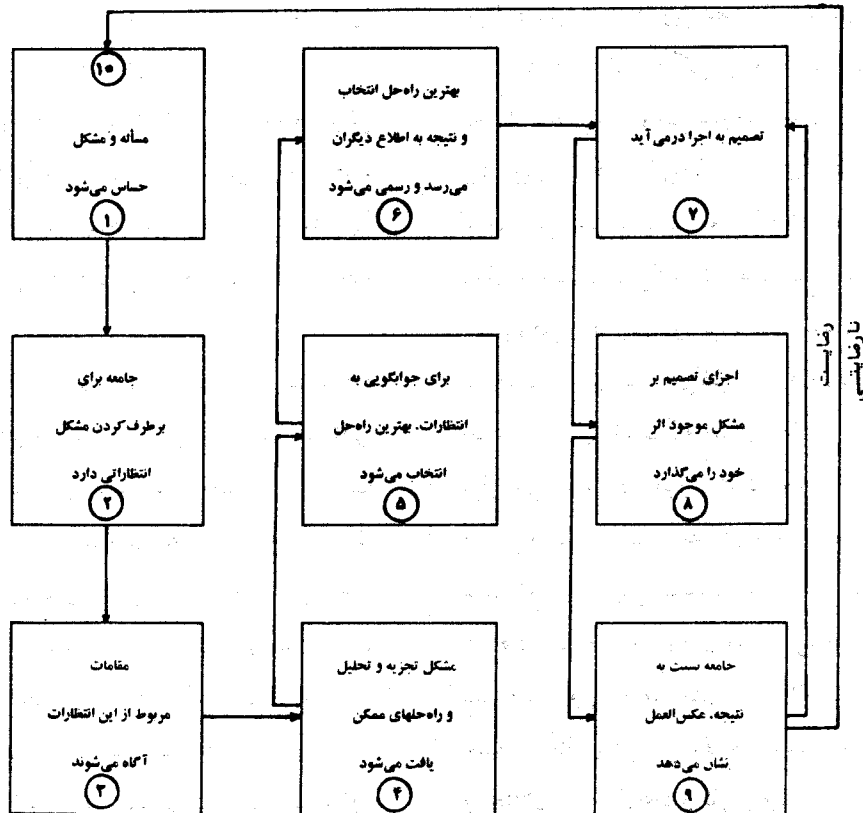 ۱۰
مسأله و مشکل
حساس می‌شود
۱
جامعه برای
برطرف‌کردن مشکل
انتظاراتی دارد
۲
مقامات
مربوط از این انتظارات
آگاه می‌شوند
۳
مشکل تجزیه و تحلیل
و راه‌حلهای ممکن
یافت می‌شود
۴
برای جوابگویی به
انتظارات، بهترین راه‌حل
انتخاب می‌شود
۵
بهترین راه‌حل انتخاب
و نتیجه به اطلاع دیگران
می‌رسد و رسمی می‌شود
۶
تصمیم به اجرا درمی‌آید
۷
اجرای تصمیم بر
مشکل موجود اثر
خود را می‌گذارد
۸
جامعه نسبت به
نتیجه، عکس‌العمل
نشان می‌دهد
۹
رضایت
نارضایتی